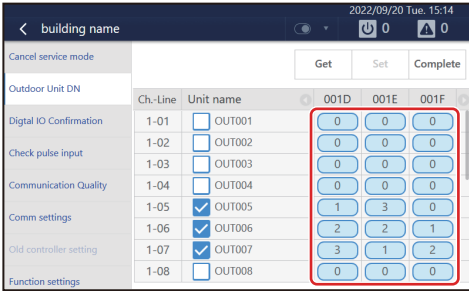 2022/09/20 Tue. 15:14
building name 0 0
Cancel service mode
Outdoor Unit DN
Digtal IO Confirmation
Check pulse input
Communication Quality
Comm settings
Old controller setting
Function settings
Get Set Complete
Ch.-Line Unit name 001D 001E 001F
1-01 OUT001 0 0 0
1-02 OUT002 0 0 0
1-03 OUT003 0 0 0
1-04 OUT004 0 0 0
1-05 OUT005 1 3 0
1-06 OUT006 2 2 1
1-07 OUT007 3 1 2
1-08 OUT008 0 0 0